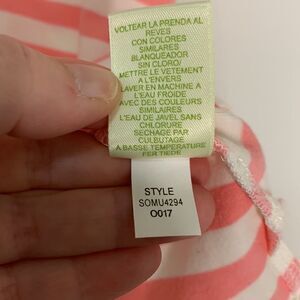 VOLTEAR LA PRENDA AL
REVES
CON COLORES
SIMILARES
BLANQUEADOR
SIN CLORO/
METTRE LE VETEMENT
A L'ENVERS
LAVER EN MACHINE A
L'EAU FROIDE
AVEC DES COULEURS
SIMILAIRES
L'EAU DE JAVEL SANS
CHLORURE
SECHAGE PAR
CULBUTAGE
A BASSE TEMPERATURE
FER TIEDE
STYLE
SOMU4294
O017